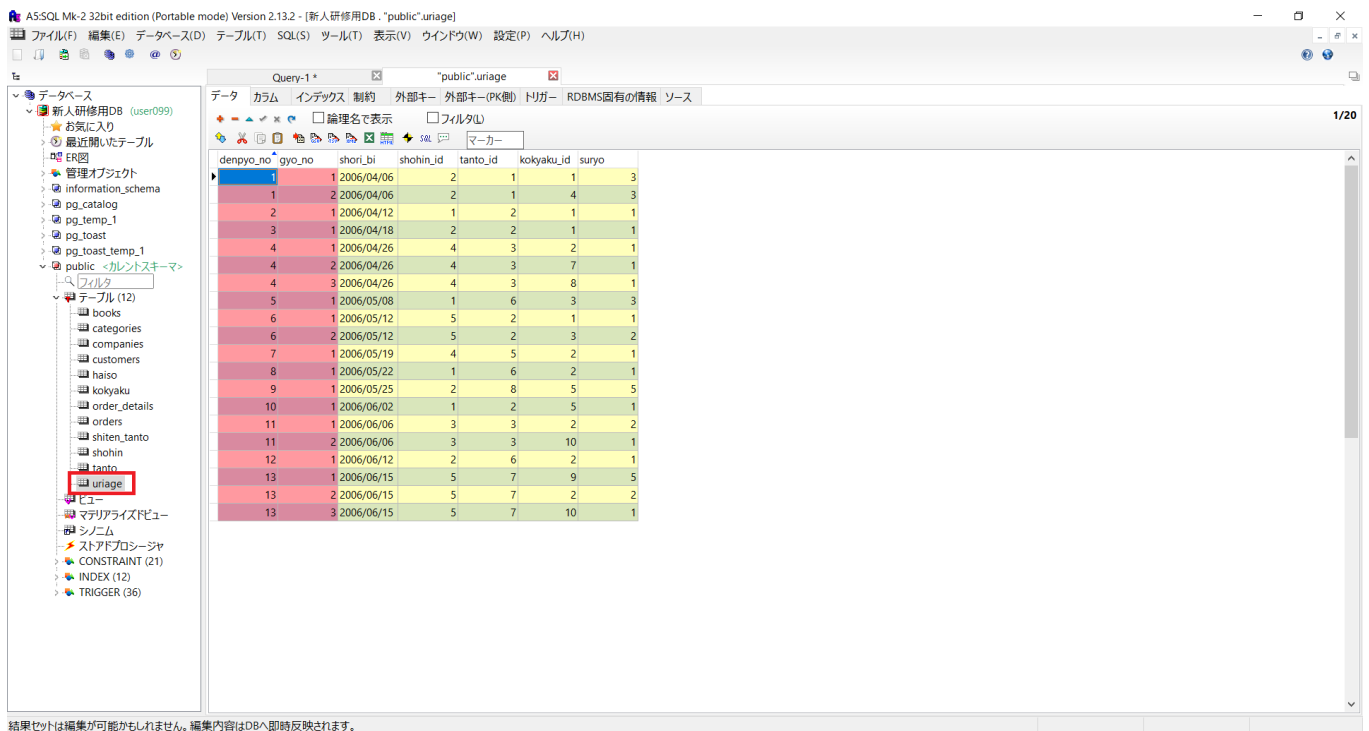 A5:SQL Mk-2 32bit edition (Portable mode) Version 2.13.2 - [新人研修用DB . "public".uriage]
ファイル(F) 編集(E) データベース(D) テーブル(T) SQL(S) ツール(T) 表示(V) ウインドウ(W) 設定(P) ヘルプ(H)
Query-1 * "public".uriage
データベース
新人研修用DB (user099)
お気に入り
最近開いたテーブル
ER図
管理オブジェクト
information_schema
pg_catalog
pg_temp_1
pg_toast
pg_toast_temp_1
public <カレントスキーマ>
フィルタ
テーブル (12)
books
categories
companies
customers
haiso
kokyaku
order_details
orders
shiten_tanto
shohin
tanto
uriage
ビュー
マテリアライズドビュー
シノニム
ストアドプロシージャ
CONSTRAINT (21)
INDEX (12)
TRIGGER (36)
データ カラム インデックス 制約 外部キー 外部キー(PK側) トリガー RDBMS固有の情報 ソース
論理名で表示 フィルタ(L) 1/20
SQL マーカー
denpyo_no gyo_no shori_bi shohin_id tanto_id kokyaku_id suryo
1 1 2006/04/06 2 1 1 3
1 2 2006/04/06 2 1 4 3
2 1 2006/04/12 1 2 1 1
3 1 2006/04/18 2 2 1 1
4 1 2006/04/26 4 3 2 1
4 2 2006/04/26 4 3 7 1
4 3 2006/04/26 4 3 8 1
5 1 2006/05/08 1 6 3 3
6 1 2006/05/12 5 2 1 1
6 2 2006/05/12 5 2 3 2
7 1 2006/05/19 4 5 2 1
8 1 2006/05/22 1 6 2 1
9 1 2006/05/25 2 8 5 5
10 1 2006/06/02 1 2 5 1
11 1 2006/06/06 3 3 2 2
11 2 2006/06/06 3 3 10 1
12 1 2006/06/12 2 6 2 1
13 1 2006/06/15 5 7 9 5
13 2 2006/06/15 5 7 2 2
13 3 2006/06/15 5 7 10 1
結果セットは編集が可能かもしれません。編集内容はDBへ即時反映されます。